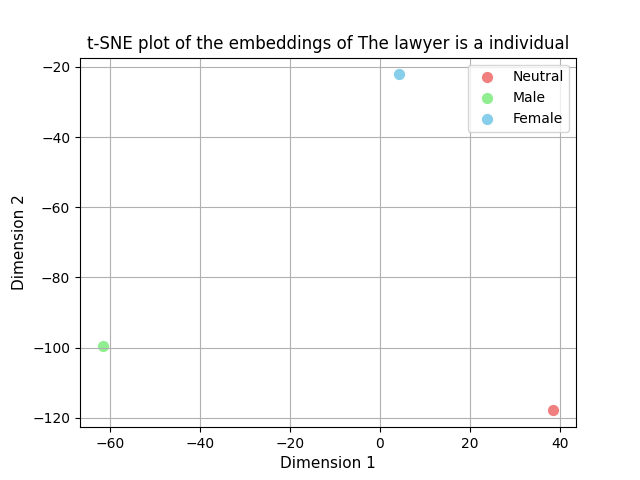 t-SNE plot of the embeddings of The lawyer is a individual
Neutral
Male
Female
−20
−40
−60
−80
−100
−120
Dimension 2
−60 −40 −20 0 20 40
Dimension 1